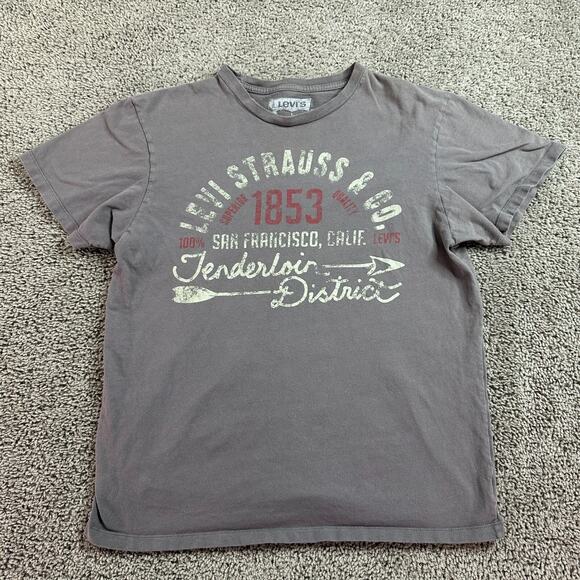 LEVI'S
LEVI STRAUSS & CO.
SUPERIOR 1853 QUALITY
100% SAN FRANCISCO, CALIF. LEVI'S
Tenderloin
District